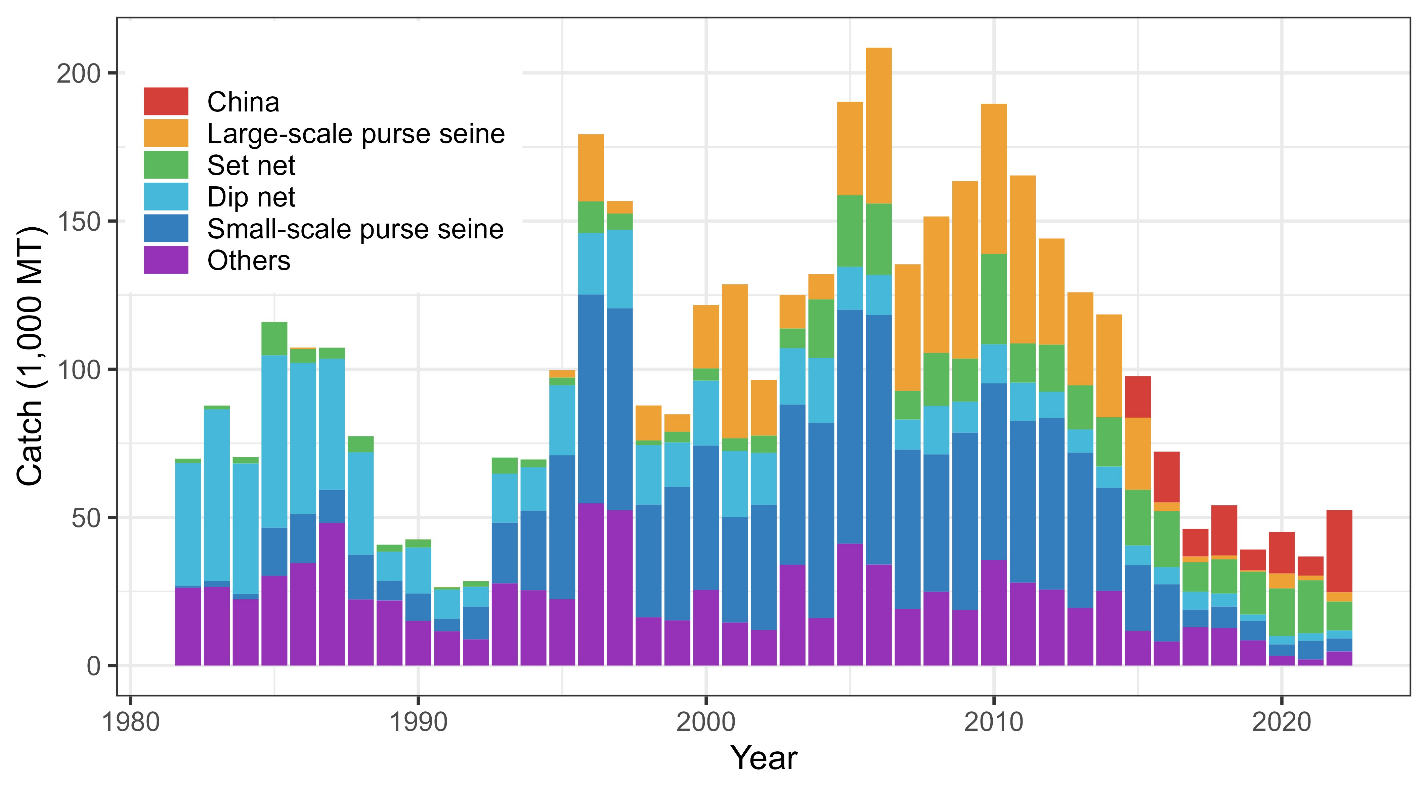 Catch (1,000 MT)
200
150
100
50
0
China
Large-scale purse seine
Set net
Dip net
Small-scale purse seine
Others
1980
1990
2000
2010
2020
Year